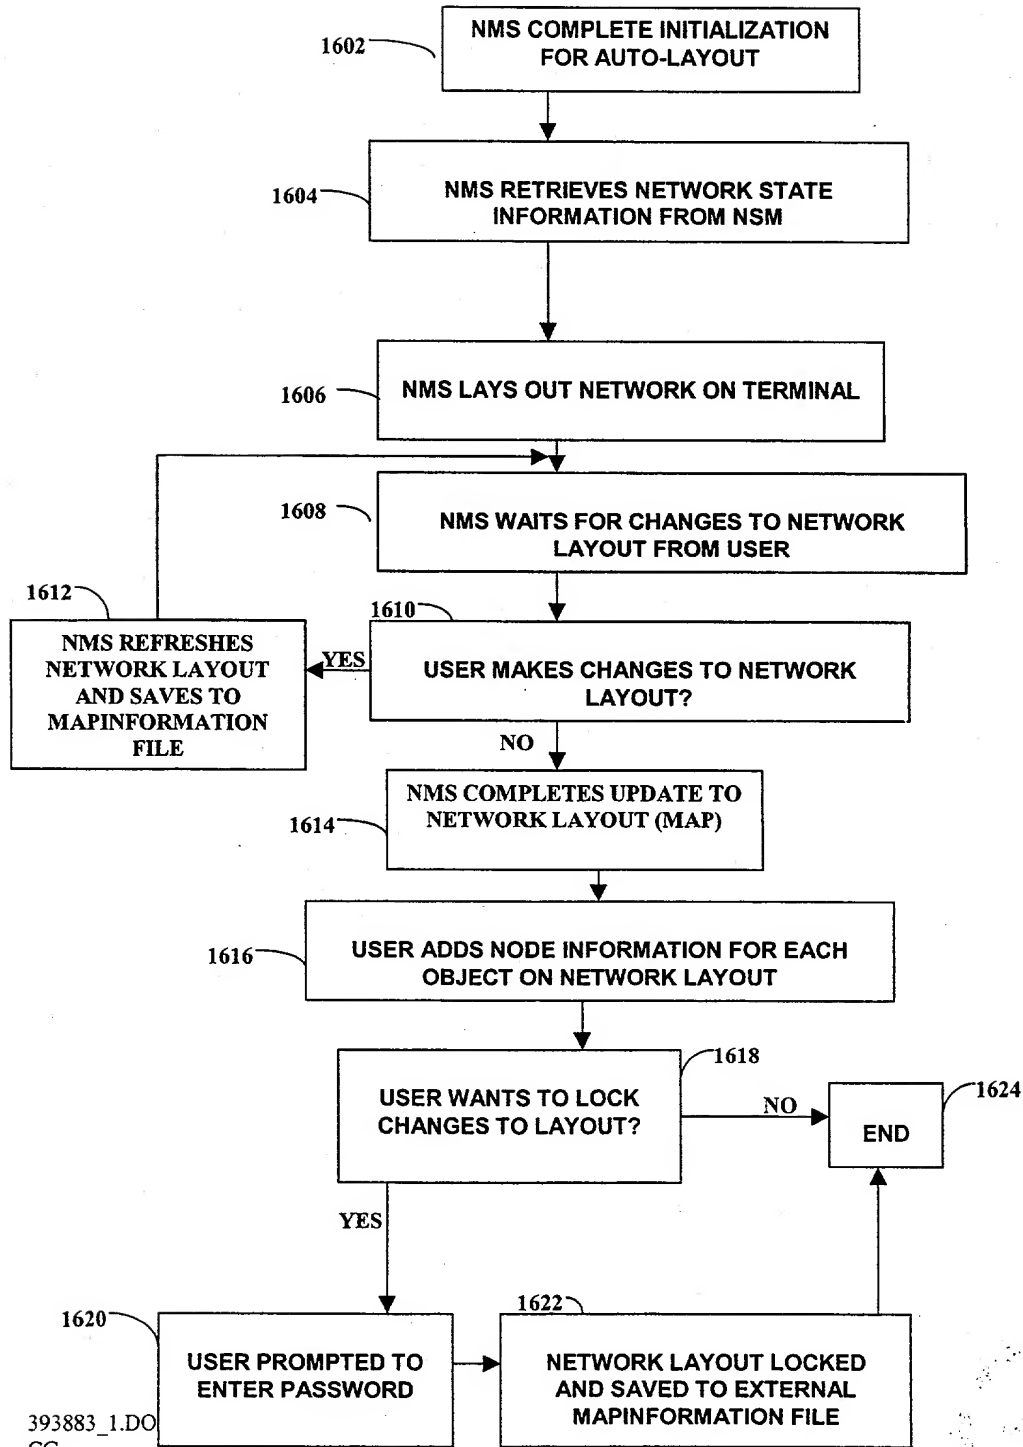 1602
NMS COMPLETE INITIALIZATION
FOR AUTO-LAYOUT
1604
NMS RETRIEVES NETWORK STATE
INFORMATION FROM NSM
1606
NMS LAYS OUT NETWORK ON TERMINAL
1608
NMS WAITS FOR CHANGES TO NETWORK
LAYOUT FROM USER
1610
USER MAKES CHANGES TO NETWORK
LAYOUT?
YES
1612
NMS REFRESHES
NETWORK LAYOUT
AND SAVES TO
MAPINFORMATION
FILE
NO
1614
NMS COMPLETES UPDATE TO
NETWORK LAYOUT (MAP)
1616
USER ADDS NODE INFORMATION FOR EACH
OBJECT ON NETWORK LAYOUT
1618
USER WANTS TO LOCK
CHANGES TO LAYOUT?
NO
1624
END
YES
1620
USER PROMPTED TO
ENTER PASSWORD
1622
NETWORK LAYOUT LOCKED
AND SAVED TO EXTERNAL
MAPINFORMATION FILE
393883_1.DO